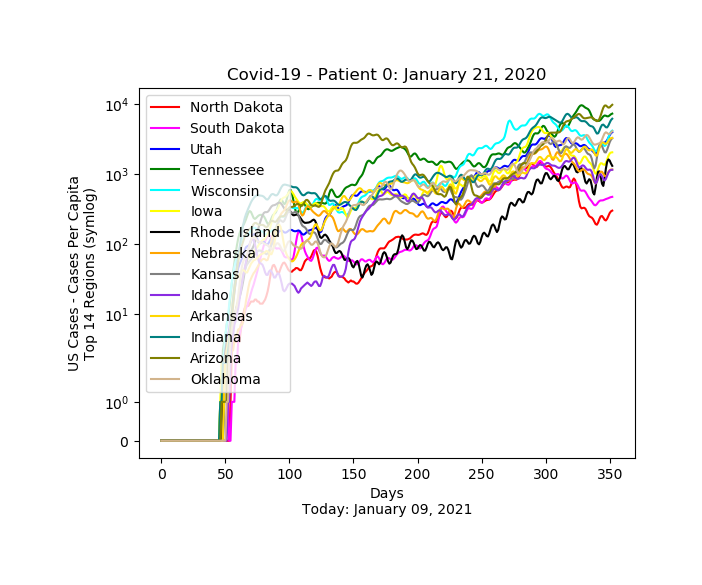 Covid-19 - Patient 0: January 21, 2020
US Cases - Cases Per Capita
Top 14 Regions (symlog)
10^4
10^3
10^2
10^1
10^0
0
North Dakota
South Dakota
Utah
Tennessee
Wisconsin
Iowa
Rhode Island
Nebraska
Kansas
Idaho
Arkansas
Indiana
Arizona
Oklahoma
0 50 100 150 200 250 300 350
Days
Today: January 09, 2021